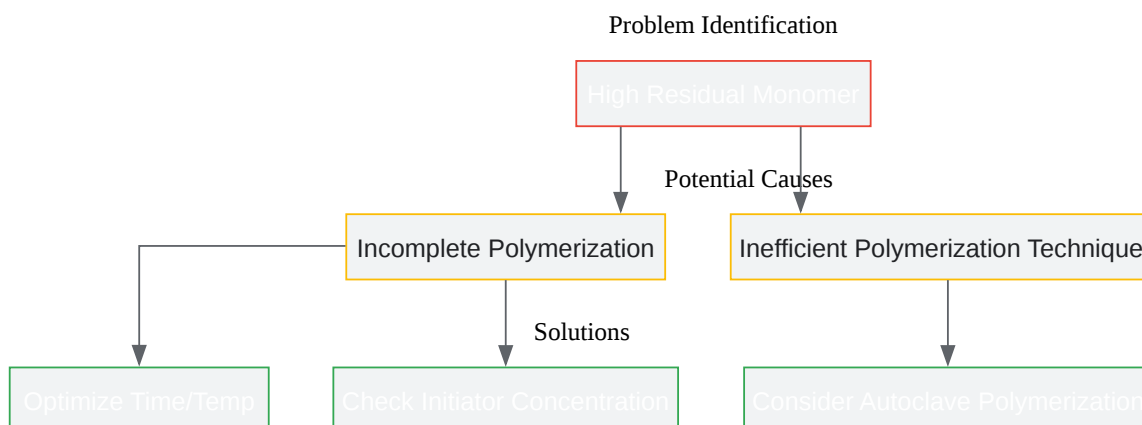 Problem Identification
High Residual Monomer
Potential Causes
Incomplete Polymerization
Inefficient Polymerization Technique
Solutions
Optimize Time/Temp
Check Initiator Concentration
Consider Autoclave Polymerization